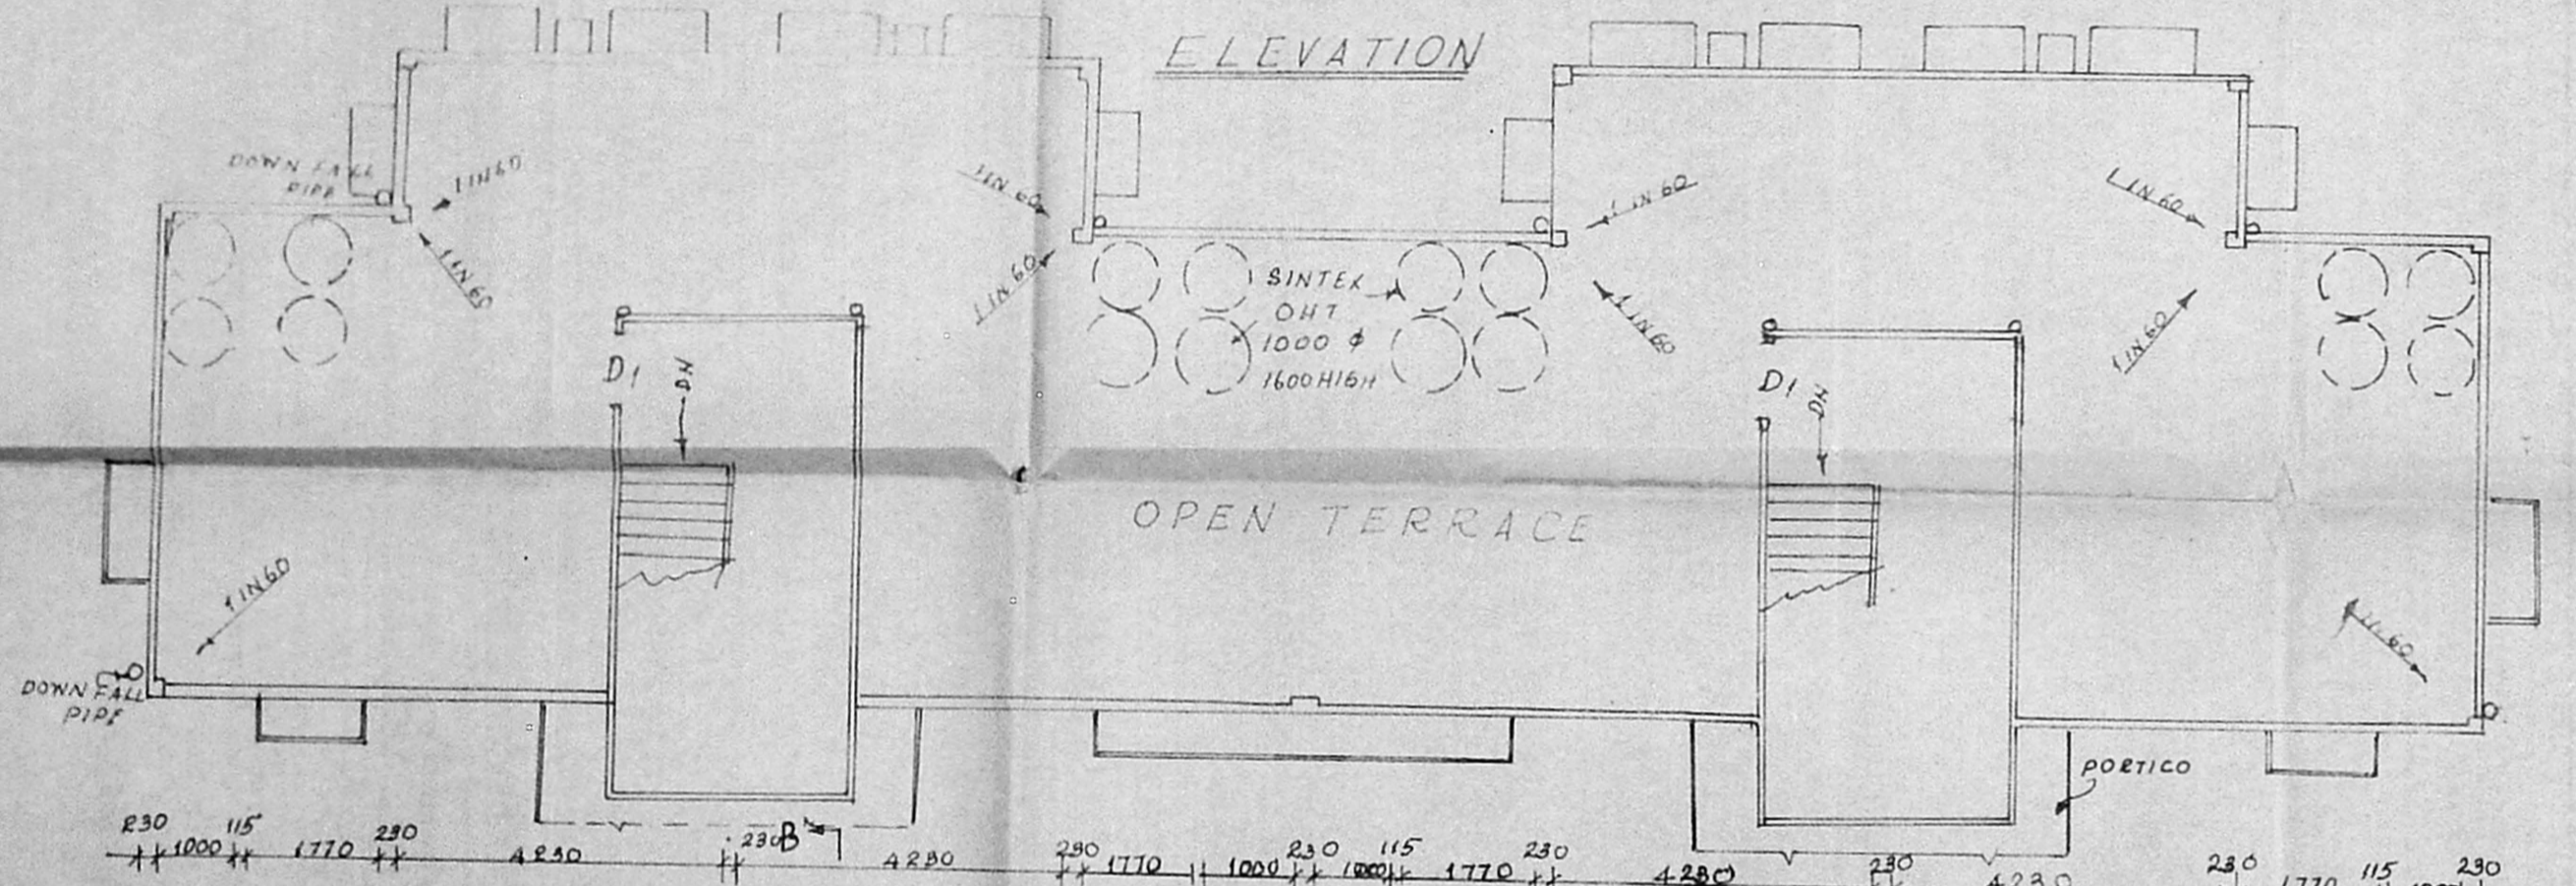 ELEVATION
DOWN FALL
PIPE
1 IN 60
1 IN 60
1 IN 60
1 IN 60
1 IN 60
1 IN 60
1 IN 60
1 IN 60
SINTEX
OHT
1000 ϕ
1600 HIGH
D1
DN
D1
DN
OPEN TERRACE
1 IN 60
DOWN FALL
PIPE
PORTICO
230 1000 115 1770 230 4230 230 B 4230 230 1770 1000 230 1000 115 1770 230 4230 230 4230 230 1770 115 230